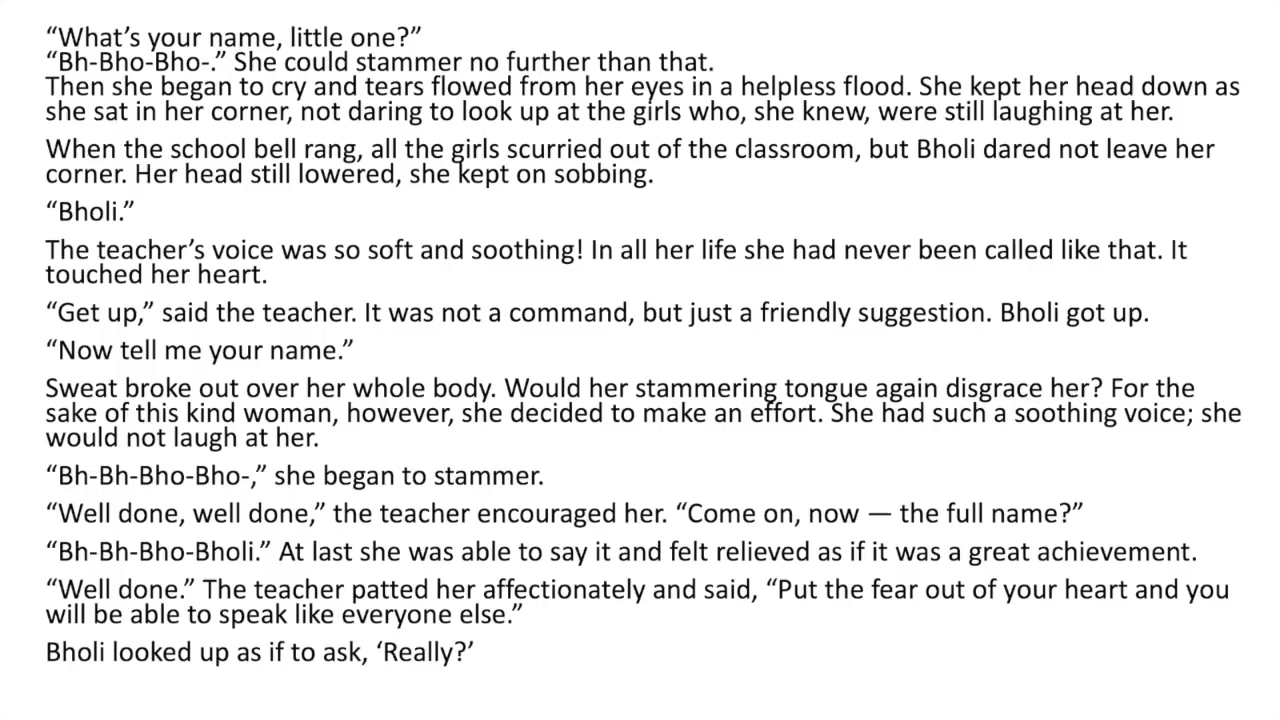 “What’s your name, little one?”
“Bh-Bho-Bho-.” She could stammer no further than that.
Then she began to cry and tears flowed from her eyes in a helpless flood. She kept her head down as
she sat in her corner, not daring to look up at the girls who, she knew, were still laughing at her.
When the school bell rang, all the girls scurried out of the classroom, but Bholi dared not leave her
corner. Her head still lowered, she kept on sobbing.
“Bholi.”
The teacher’s voice was so soft and soothing! In all her life she had never been called like that. It
touched her heart.
“Get up,” said the teacher. It was not a command, but just a friendly suggestion. Bholi got up.
“Now tell me your name.”
Sweat broke out over her whole body. Would her stammering tongue again disgrace her? For the
sake of this kind woman, however, she decided to make an effort. She had such a soothing voice; she
would not laugh at her.
“Bh-Bh-Bho-Bho-,” she began to stammer.
“Well done, well done,” the teacher encouraged her. “Come on, now — the full name?”
“Bh-Bh-Bho-Bholi.” At last she was able to say it and felt relieved as if it was a great achievement.
“Well done.” The teacher patted her affectionately and said, “Put the fear out of your heart and you
will be able to speak like everyone else.”
Bholi looked up as if to ask, ‘Really?’